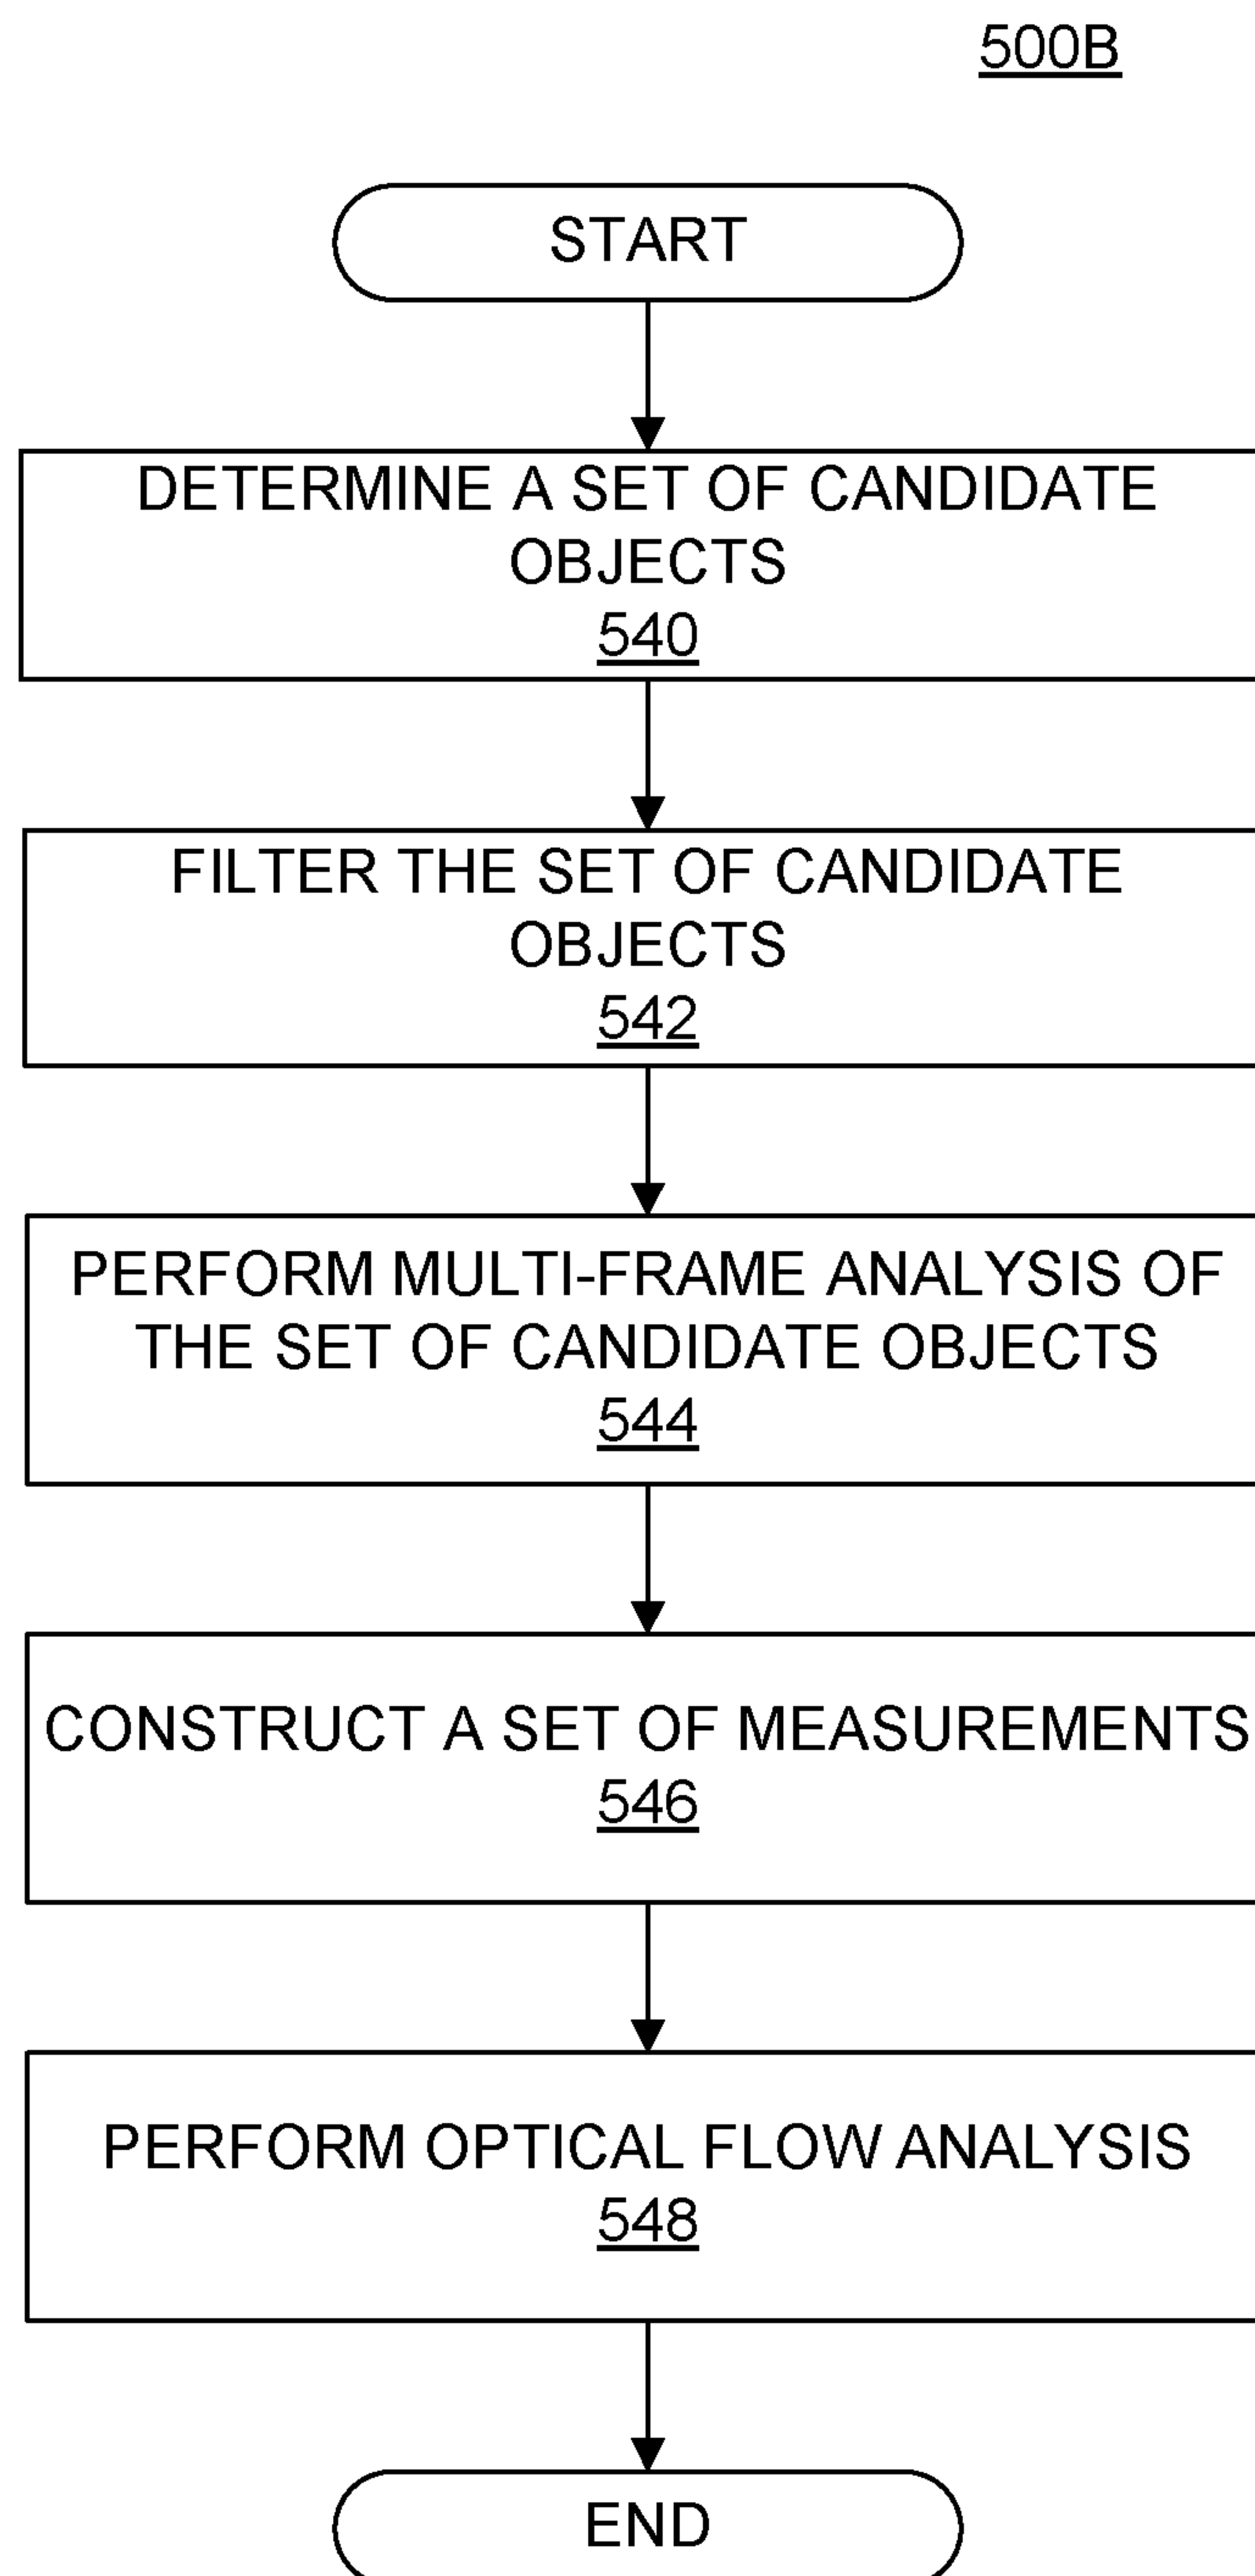 500B
START
DETERMINE A SET OF CANDIDATE
OBJECTS
540
FILTER THE SET OF CANDIDATE
OBJECTS
542
PERFORM MULTI-FRAME ANALYSIS OF
THE SET OF CANDIDATE OBJECTS
544
CONSTRUCT A SET OF MEASUREMENTS
546
PERFORM OPTICAL FLOW ANALYSIS
548
END